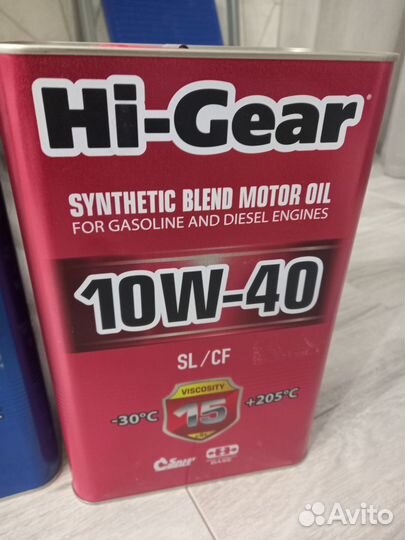 Hi-Gear
SYNTHETIC BLEND MOTOR OIL
FOR GASOLINE AND DIESEL ENGINES
10W-40
SL/CF
VISCOSITY
-30°C
15
+205°C
Avito